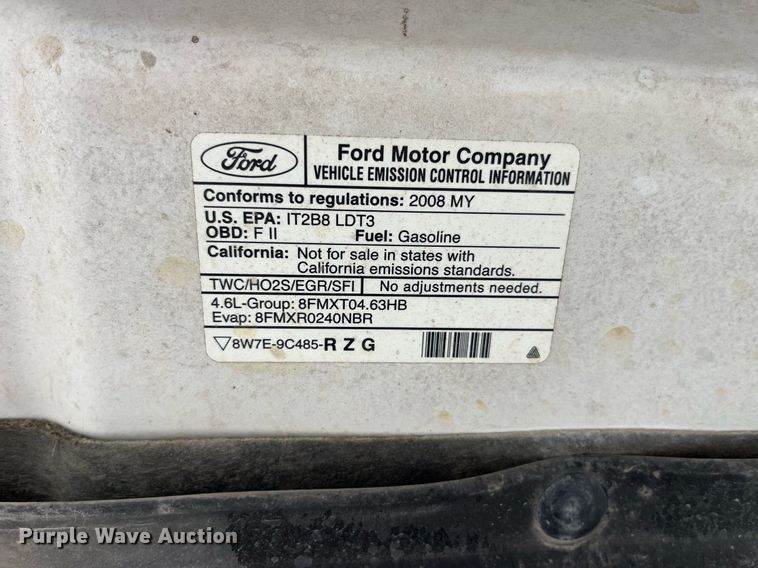 Ford
Ford Motor Company
VEHICLE EMISSION CONTROL INFORMATION
Conforms to regulations: 2008 MY
U.S. EPA: IT2B8 LDT3
OBD: F II Fuel: Gasoline
California: Not for sale in states with
California emissions standards.
TWC/HO2S/EGR/SFI No adjustments needed.
4.6L-Group: 8FMXT04.63HB
Evap: 8FMXR0240NBR
▽8W7E-9C485-R Z G
Purple Wave Auction